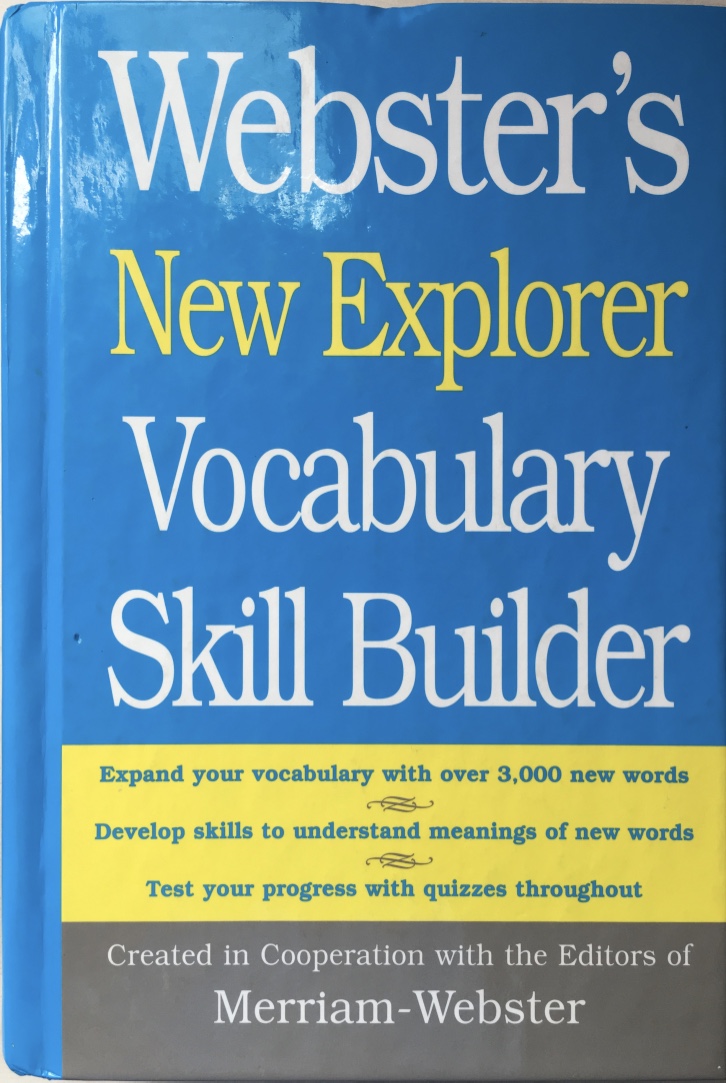 Webster's
New Explorer
Vocabulary
Skill Builder
Expand your vocabulary with over 3,000 new words
Develop skills to understand meanings of new words
Test your progress with quizzes throughout
Created in Cooperation with the Editors of
Merriam-Webster